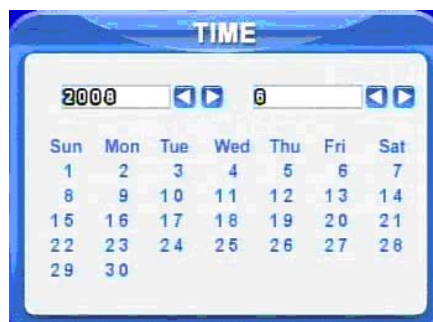 TIME
2008 6
Sun Mon Tue Wed Thu Fri Sat
1 2 3 4 5 6 7
8 9 10 11 12 13 14
15 16 17 18 19 20 21
22 23 24 25 26 27 28
29 30